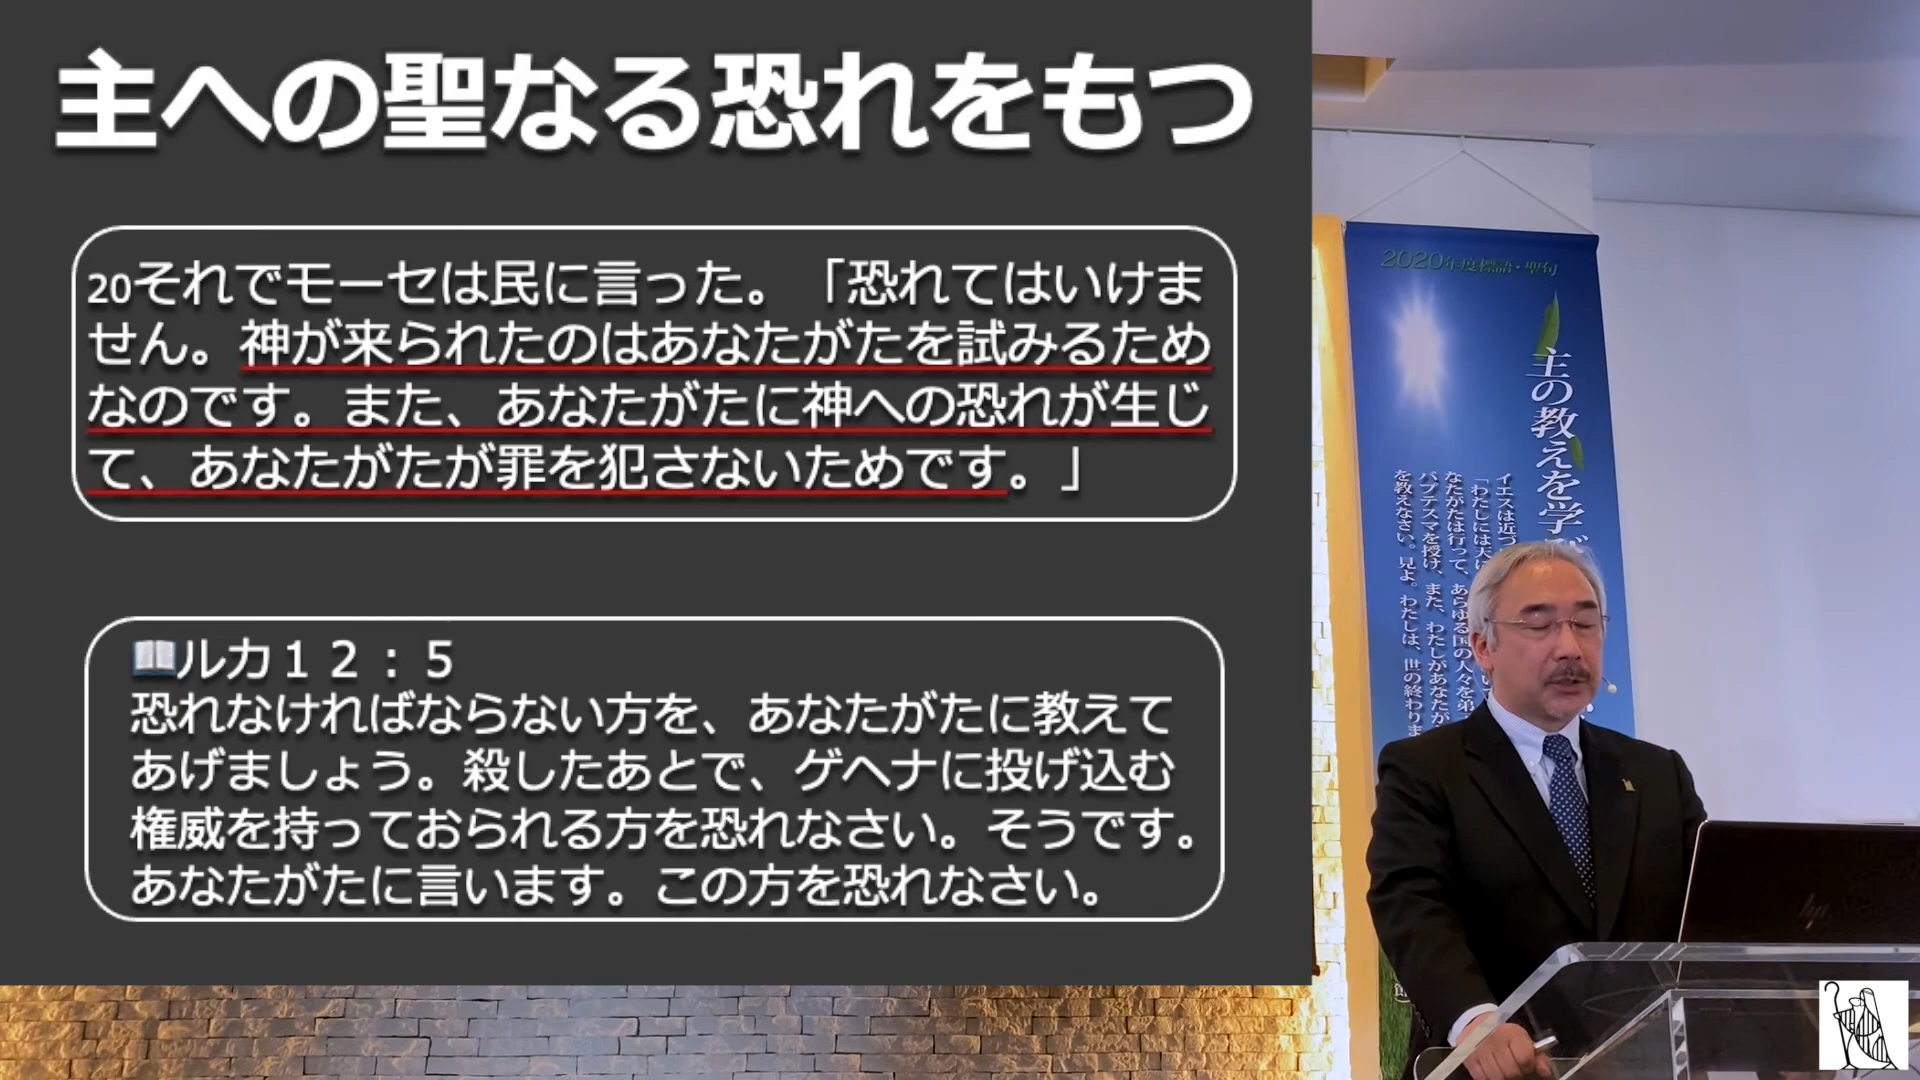 主への聖なる恐れをもつ
20それでモーセは民に言った。「恐れてはいけま
せん。神が来られたのはあなたがたを試みるため
なのです。また、あなたがたに神への恐れが生じ
て、あなたがたが罪を犯さないためです。」
ルカ１２：５
恐れなければならない方を、あなたがたに教えて
あげましょう。殺したあとで、ゲヘナに投げ込む
権威を持っておられる方を恐れなさい。そうです。
あなたがたに言います。この方を恐れなさい。
2020年度標語・聖句
主の教えを学び
イエスは近づ
「わたしには天に
なたがたは行って、あらゆる国の人々を弟
バプテスマを授け、また、わたしがあなたが
を教えなさい。見よ。わたしは、世の終わりま
hp